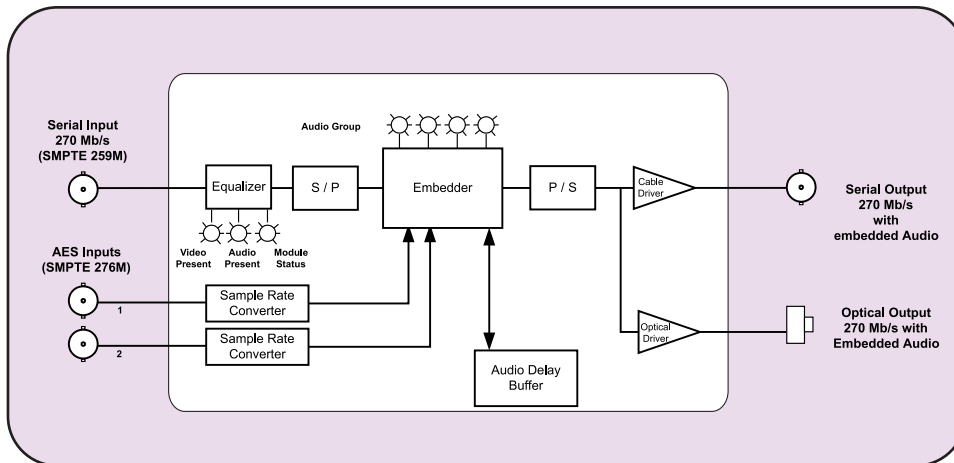 Serial Input
270 Mb/s
(SMPTE 259M)
Audio Group
Equalizer
S / P
Embedder
P / S
Cable
Driver
Serial Output
270 Mb/s
with
embedded Audio
Video
Present
Audio
Present
Module
Status
AES Inputs
(SMPTE 276M)
1
Sample Rate
Converter
2
Sample Rate
Converter
Audio Delay
Buffer
Optical
Driver
Optical Output
270 Mb/s with
Embedded Audio